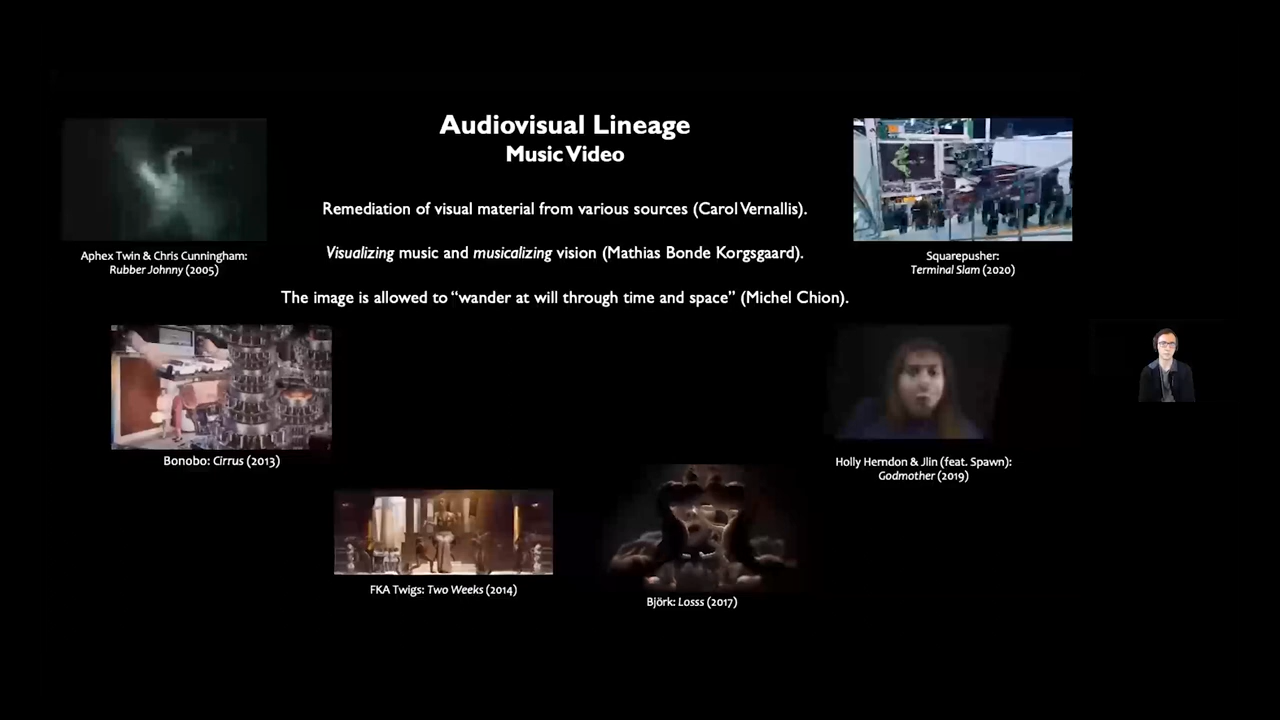 Audiovisual Lineage
Music Video
Remediation of visual material from various sources (Carol Vernallis).
Visualizing music and musicalizing vision (Mathias Bonde Korgsgaard).
The image is allowed to “wander at will through time and space” (Michel Chion).
Aphex Twin & Chris Cunningham:
Rubber Johnny (2005)
Squarepusher:
Terminal Slam (2020)
Bonobo: Cirrus (2013)
Holly Herndon & Jlin (feat. Spawn):
Godmother (2019)
FKA Twigs: Two Weeks (2014)
Björk: Losss (2017)